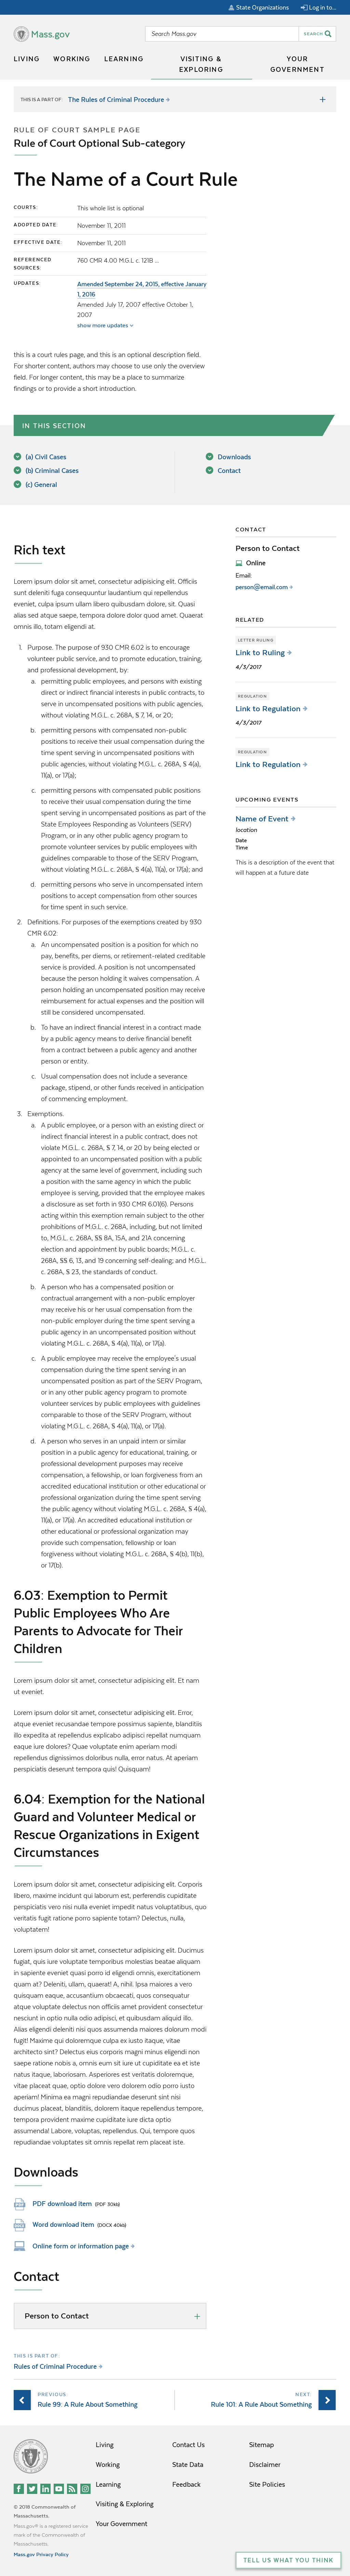 State Organizations
Log in to...
Mass.gov
Search Mass.gov
SEARCH
LIVING
WORKING
LEARNING
VISITING &
EXPLORING
YOUR
GOVERNMENT
THIS IS A PART OF
The Rules of Criminal Procedure
RULE OF COURT SAMPLE PAGE
Rule of Court Optional Sub-category
The Name of a Court Rule
COURTS:
This whole list is optional
ADOPTED DATE:
November 11, 2011
EFFECTIVE DATE:
November 11, 2011
REFERENCED
SOURCES:
760 CMR 4.00 M.G.L. c. 121B ...
UPDATES:
Amended September 24, 2015, effective January
1, 2016
Amended July 17, 2007 effective October 1,
2007
show more updates
this is a court rules page, and this is an optional description field.
For shorter content, authors may choose to use only the overview
field. For longer content, this may be a place to summarize
findings or to provide a short introduction.
IN THIS SECTION
(a) Civil Cases
(b) Criminal Cases
(c) General
Downloads
Contact
Rich text
Lorem ipsum dolor sit amet, consectetur adipisicing elit. Officiis
sunt deleniti fugiat consequuntur laudantium qui repellendus
eveniet, culpa ipsum ullam libero quibusdam dolor, sit. Quasi
alias ut, sed, atque iste perspiciatis beatae. Odit, quaerat. Quaerat
omnis illo, totam eligendi at.
1. Purpose. The purpose of 930 CMR 6.02 is to encourage
volunteer public service, and to promote education, training,
and professional development, by:
a. permitting public employees, and persons with existing
direct or indirect financial interests in public contracts, to
serve in uncompensated public service positions, without
violating M.G.L. c. 268A, § 7, 14, or 20;
b. permitting persons with compensated non-public
positions to receive their usual compensation during the
time spent serving in uncompensated positions with
public agencies, without violating M.G.L. c. 268A, § 4(a),
11(a), or 17(a);
c. permitting persons with compensated public positions
to receive their usual compensation during the time
spent serving in uncompensated positions as part of the
State Employees Responding as Volunteers (SERV)
Program, or in any other public agency program to
promote volunteer services by public employees with
guidelines comparable to those of the SERV Program,
without violating M.G.L. c. 268A, § 4(a), 11(a), or 17(a); and
d. permitting persons who serve in uncompensated intern
positions to accept compensation from other sources
for time spent in such service.
2. Definitions. For purposes of the exemptions created by 930
CMR 6.02:
a. An uncompensated position is a position for which no
pay, benefits, per diems, or retirement-related creditable
service is provided. A position is not uncompensated
because the person holding it waives compensation. A
person holding an uncompensated position may receive
reimbursement for actual expenses and may still be
considered uncompensated.
b. To have an indirect financial interest in a contract made
by a public agency means to derive financial benefit
from a contract between a public agency and another
person or entity.
c. Usual compensation does not include a severance
package, stipend, or other funds received in anticipation
of commencing employment.
3. Exemptions.
a. A public employee, or a person with an existing direct or
indirect financial interest in a public contract, does not
violate M.G.L. c. 268A, § 7, 14, or 20 by being elected or
appointed to an uncompensated position with a public
agency at the same level of government, including such
a position with the same agency the person is already
serving, provided that the employee makes a disclosure
as set forth in 930 CMR 6.01(6). Persons
taking such positions remain subject to the other
prohibitions of M.G.L. c. 268A, including, but not limited
to, M.G.L. c. 268A, §§ 8A, 15A, and 21A concerning
election and appointment by public boards; M.G.L. c.
268A, §§ 6, 13, and 19 concerning self-dealing; and M.G.L.
c. 268A, § 23, the standards of conduct.
b. A person who has a compensated position or
contractual arrangement with a non-public employer
may receive his or her usual compensation from the
non-public employer during the time spent serving a
public agency in an uncompensated position without
violating M.G.L. c. 268A, § 4(a), 11(a), or 17(a).
c. A public employee may receive the employee's usual
compensation during the time spent serving in an
uncompensated position as part of the SERV Program,
or in any other public agency program to promote
volunteer service by public employees with guidelines
comparable to those of the SERV Program, without
violating M.G.L. c. 268A, § 4(a), 11(a), or 17(a).
d. A person who serves in an unpaid intern or similar
position in a public agency for educational, training, or
professional development purposes may receive
compensation, a fellowship, or loan forgiveness from an
accredited educational institution or other educational or
professional organization during the time spent serving
the public agency without violating M.G.L. c. 268A, § 4(a),
11(a), or 17(a). An accredited educational institution or
other educational or professional organization may
provide such compensation, fellowship or loan
forgiveness without violating M.G.L. c. 268A, § 4(b), 11(b),
or 17(b).
6.03: Exemption to Permit
Public Employees Who Are
Parents to Advocate for Their
Children
Lorem ipsum dolor sit amet, consectetur adipisicing elit. Et nam
ut eveniet.
Lorem ipsum dolor sit amet, consectetur adipisicing elit. Error,
atque eveniet recusandae tempore possimus sapiente, blanditiis
illo expedita at repellendus explicabo adipisci repellat numquam
eaque iure dolores? Quae voluptate enim aperiam modi
repellendus dignissimos doloribus nulla, error natus. At aperiam
perspiciatis deserunt tempora quis! Quisquam!
6.04: Exemption for the National
Guard and Volunteer Medical or
Rescue Organizations in Exigent
Circumstances
Lorem ipsum dolor sit amet, consectetur adipisicing elit. Corporis
libero, maxime incidunt qui laborum est, perferendis cupiditate
perspiciatis vero nulla eveniet impedit natus voluptatibus, quo
veritatis fugit ratione porro sapiente totam? Delectus, nulla,
voluptatem!
Lorem ipsum dolor sit amet, consectetur adipisicing elit. Ducimus
fugiat, quis iure voluptate temporibus molestias beatae aliquam
in sapiente eveniet quasi porro id eligendi omnis, exercitationem
quam at? Deleniti, ullam, quaerat! A, nihil. Ipsa maiores a vero
quisquam eaque, accusantium obcaecati, quos consequatur
atque voluptate delectus non officiis amet provident consectetur
nesciunt optio nulla adipisci, et quibusdam aliquid illo.
Alias eligendi deleniti nisi quos assumenda maiores dolorum modi
fugit! Maxime qui doloremque culpa ex iusto itaque, vitae
architecto sint? Delectus eius corporis magni minus eveniet non
saepe ratione nobis a, omnis eum sit iure ut cupiditate ea et iste
natus itaque, laboriosam. Asperiores veritatis dolorem doloremque,
vitae placeat quae, optio dolore vero dolorem odio porro iusto
aperiam! Minima ea magni repudiandae deserunt sint nisi
ducimus placeat, blanditiis, dolorem itaque repellendus tempore,
tempora provident maxime cupiditate iure odio at optio
assumenda! Labore, voluptas, repellendus. Qui, tempore quos
repudiandae voluptates sit omnis repellat rem placeat iste.
Downloads
PDF download item (PDF 30kb)
Word download item (DOCX 40kb)
Online form or information page
Contact
Person to Contact
CONTACT
Person to Contact
Online
Email:
person@email.com
RELATED
LETTER RULING
Link to Ruling
4/3/2017
REGULATION
Link to Regulation
4/3/2017
REGULATION
Link to Regulation
UPCOMING EVENTS
Name of Event
location
Date
Time
This is a description of the event that
will happen at a future date
THIS IS PART OF:
Rules of Criminal Procedure
PREVIOUS
Rule 99: A Rule About Something
NEXT
Rule 101: A Rule About Something
© 2018 Commonwealth of
Massachusetts.
Mass.gov® is a registered service
mark of the Commonwealth of
Massachusetts.
Mass.gov Privacy Policy
Living
Working
Learning
Visiting & Exploring
Your Government
Contact Us
State Data
Feedback
Sitemap
Disclaimer
Site Policies
TELL US WHAT YOU THINK